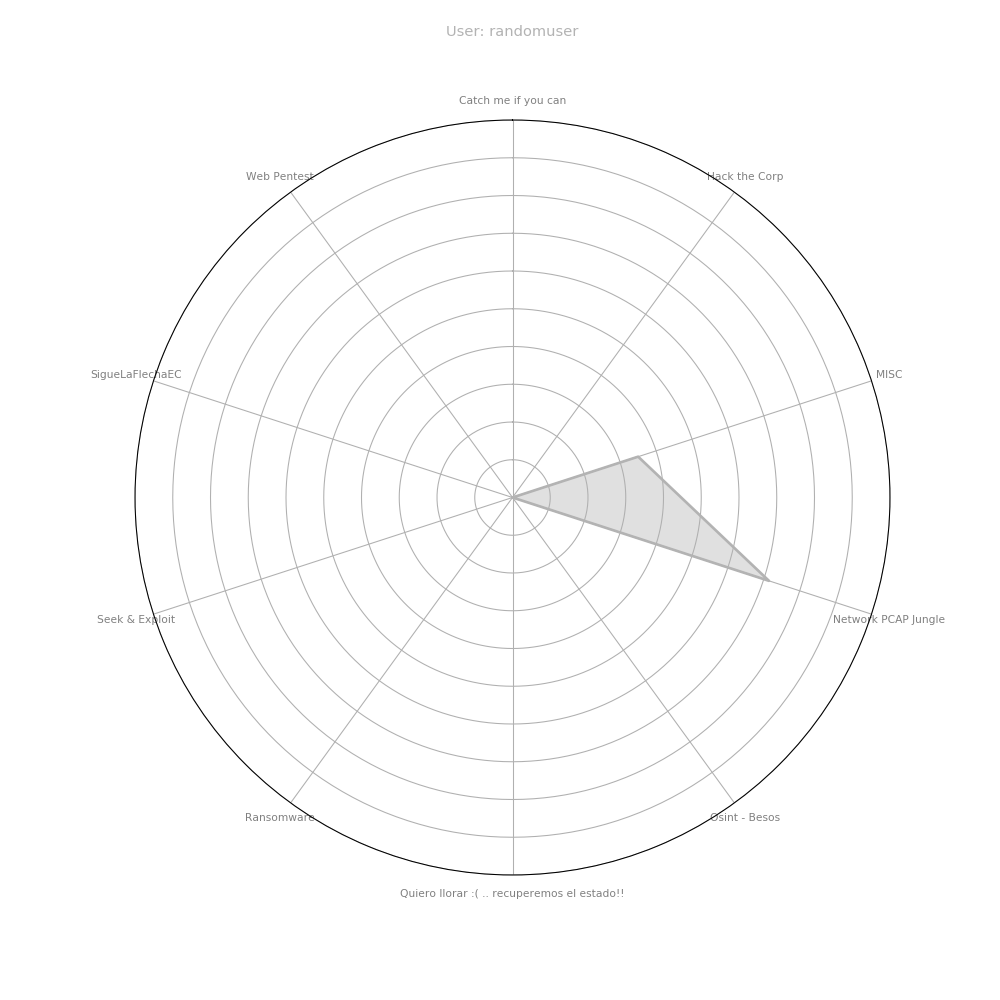 User: randomuser
Catch me if you can
Web Pentest
Hack the Corp
SigueLaFlechaEC
MISC
Seek & Exploit
Network PCAP Jungle
Ransomware
Osint - Besos
Quiero llorar :( .. recuperemos el estado!!